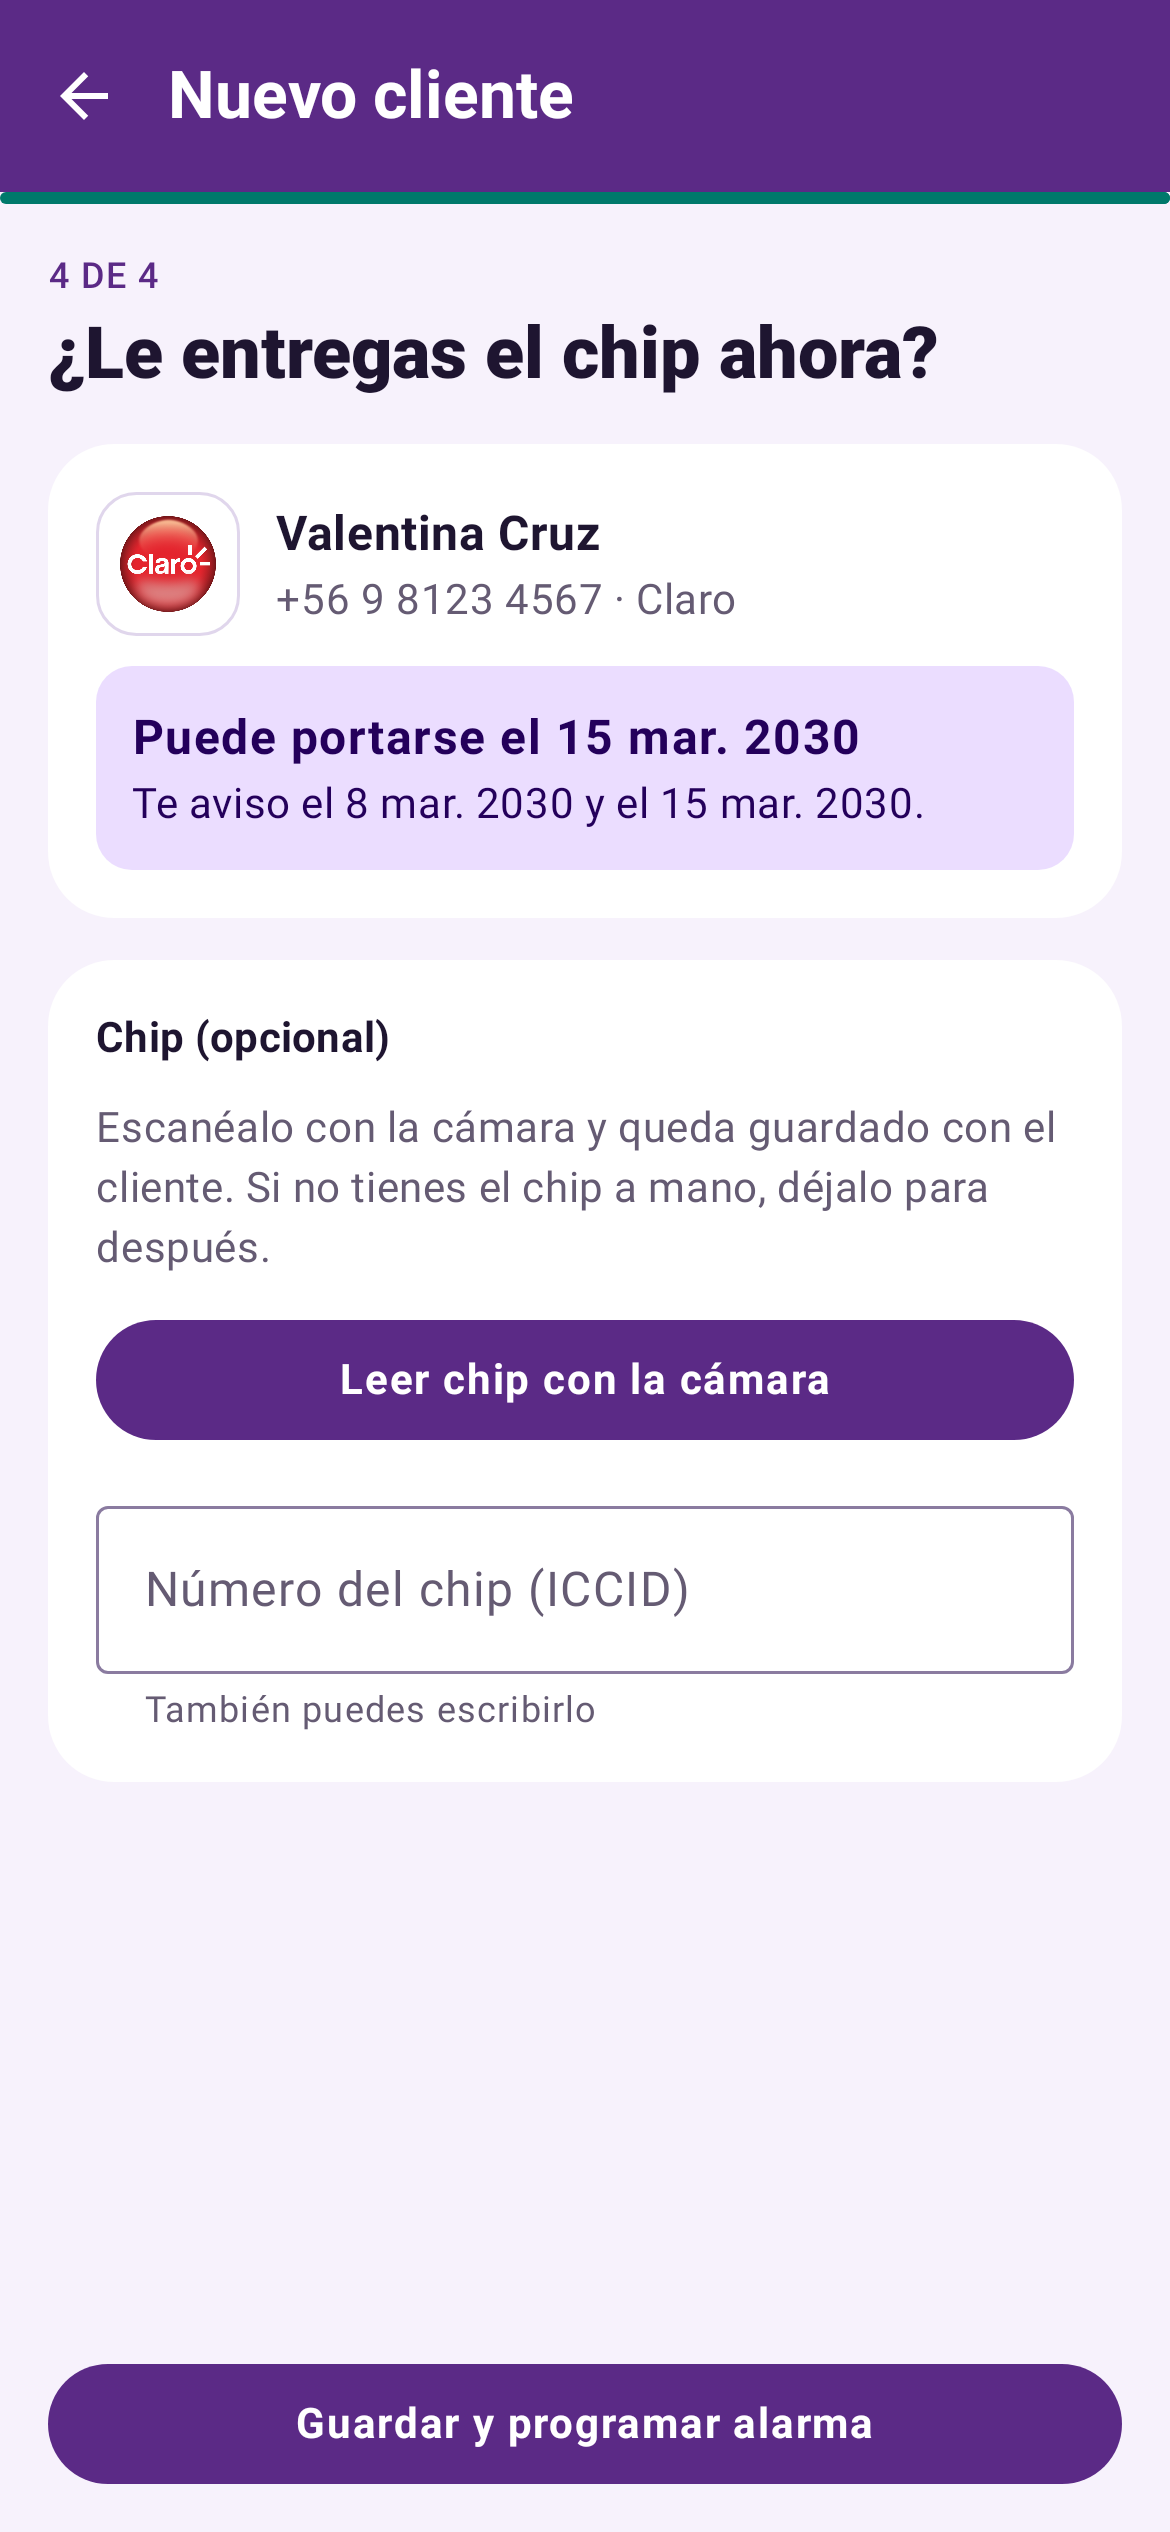 Nuevo cliente
4 DE 4
¿Le entregas el chip ahora?
Claro
Valentina Cruz
+56 9 8123 4567 · Claro
Puede portarse el 15 mar. 2030
Te aviso el 8 mar. 2030 y el 15 mar. 2030.
Chip (opcional)
Escanéalo con la cámara y queda guardado con el
cliente. Si no tienes el chip a mano, déjalo para
después.
Leer chip con la cámara
Número del chip (ICCID)
También puedes escribirlo
Guardar y programar alarma